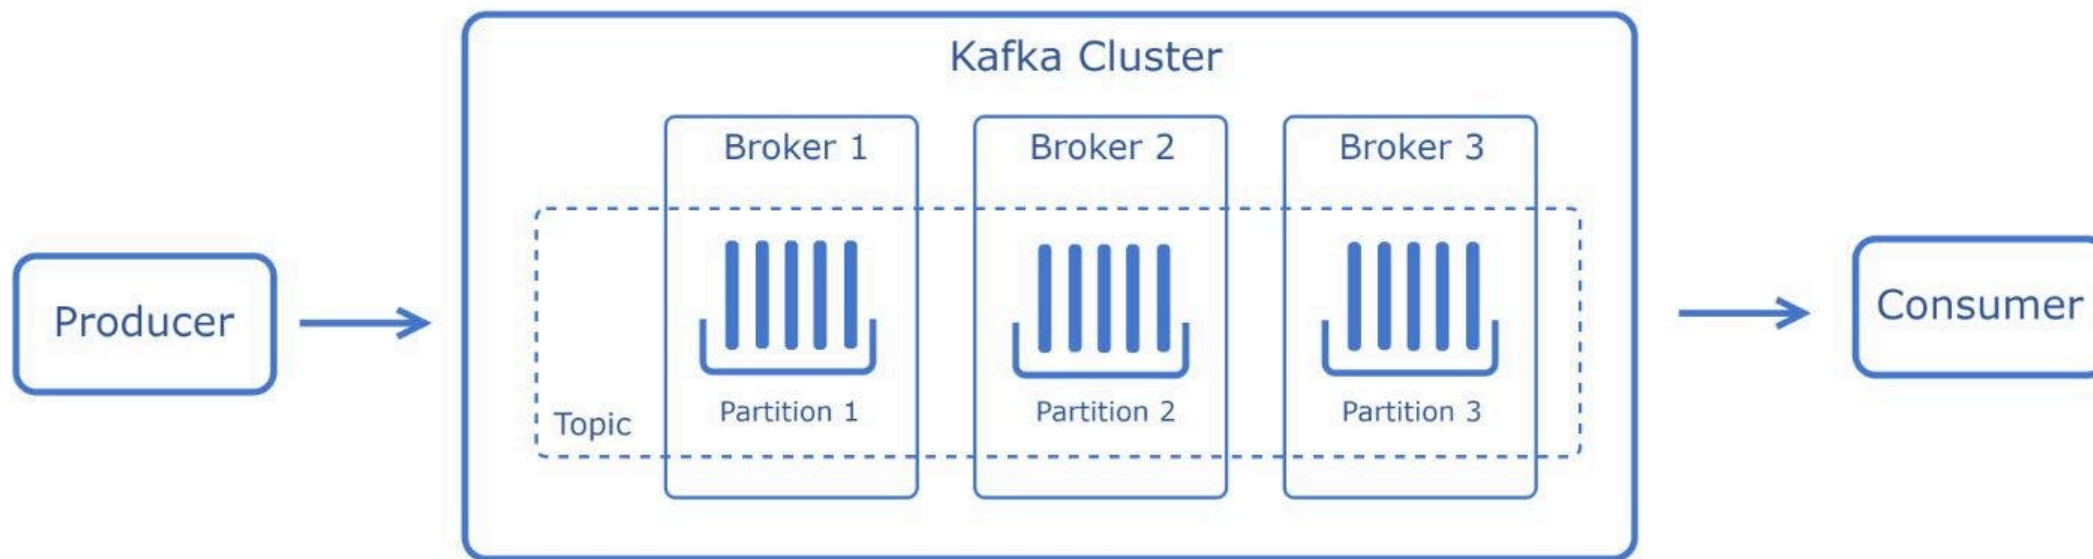 Kafka Cluster
Broker 1
Broker 2
Broker 3
Producer
Consumer
Topic
Partition 1
Partition 2
Partition 3